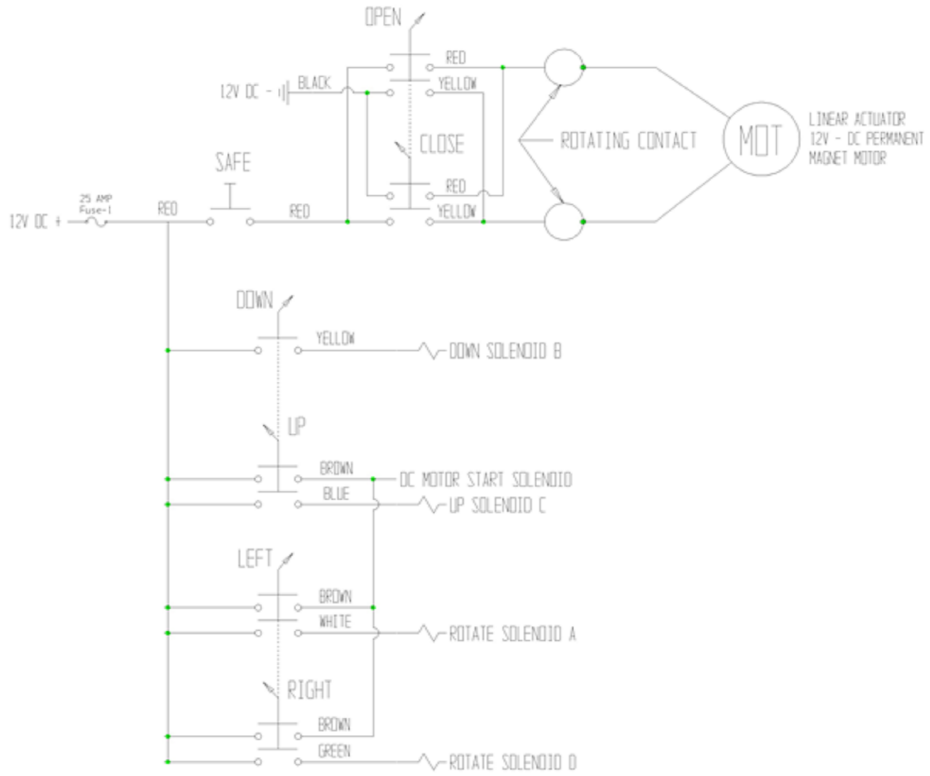 OPEN
RED
12V DC -
BLACK
YELLOW
CLOSE
ROTATING CONTACT
MOT
LINEAR ACTUATOR
12V - DC PERMANENT
MAGNET MOTOR
SAFE
RED
25 AMP
Fuse-1
12V DC +
RED
RED
YELLOW
DOWN
YELLOW
DOWN SOLENOID B
UP
BROWN
DC MOTOR START SOLENOID
BLUE
UP SOLENOID C
LEFT
BROWN
WHITE
ROTATE SOLENOID A
RIGHT
BROWN
GREEN
ROTATE SOLENOID D